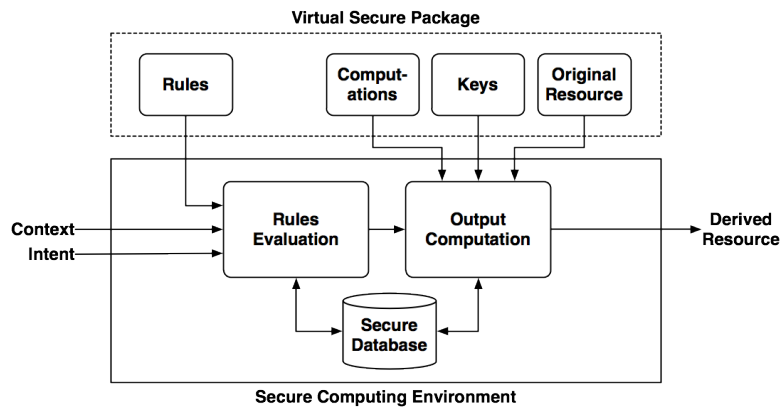 Virtual Secure Package
Rules
Comput-
ations
Keys
Original
Resource
Context
Intent
Rules
Evaluation
Output
Computation
Derived
Resource
Secure
Database
Secure Computing Environment